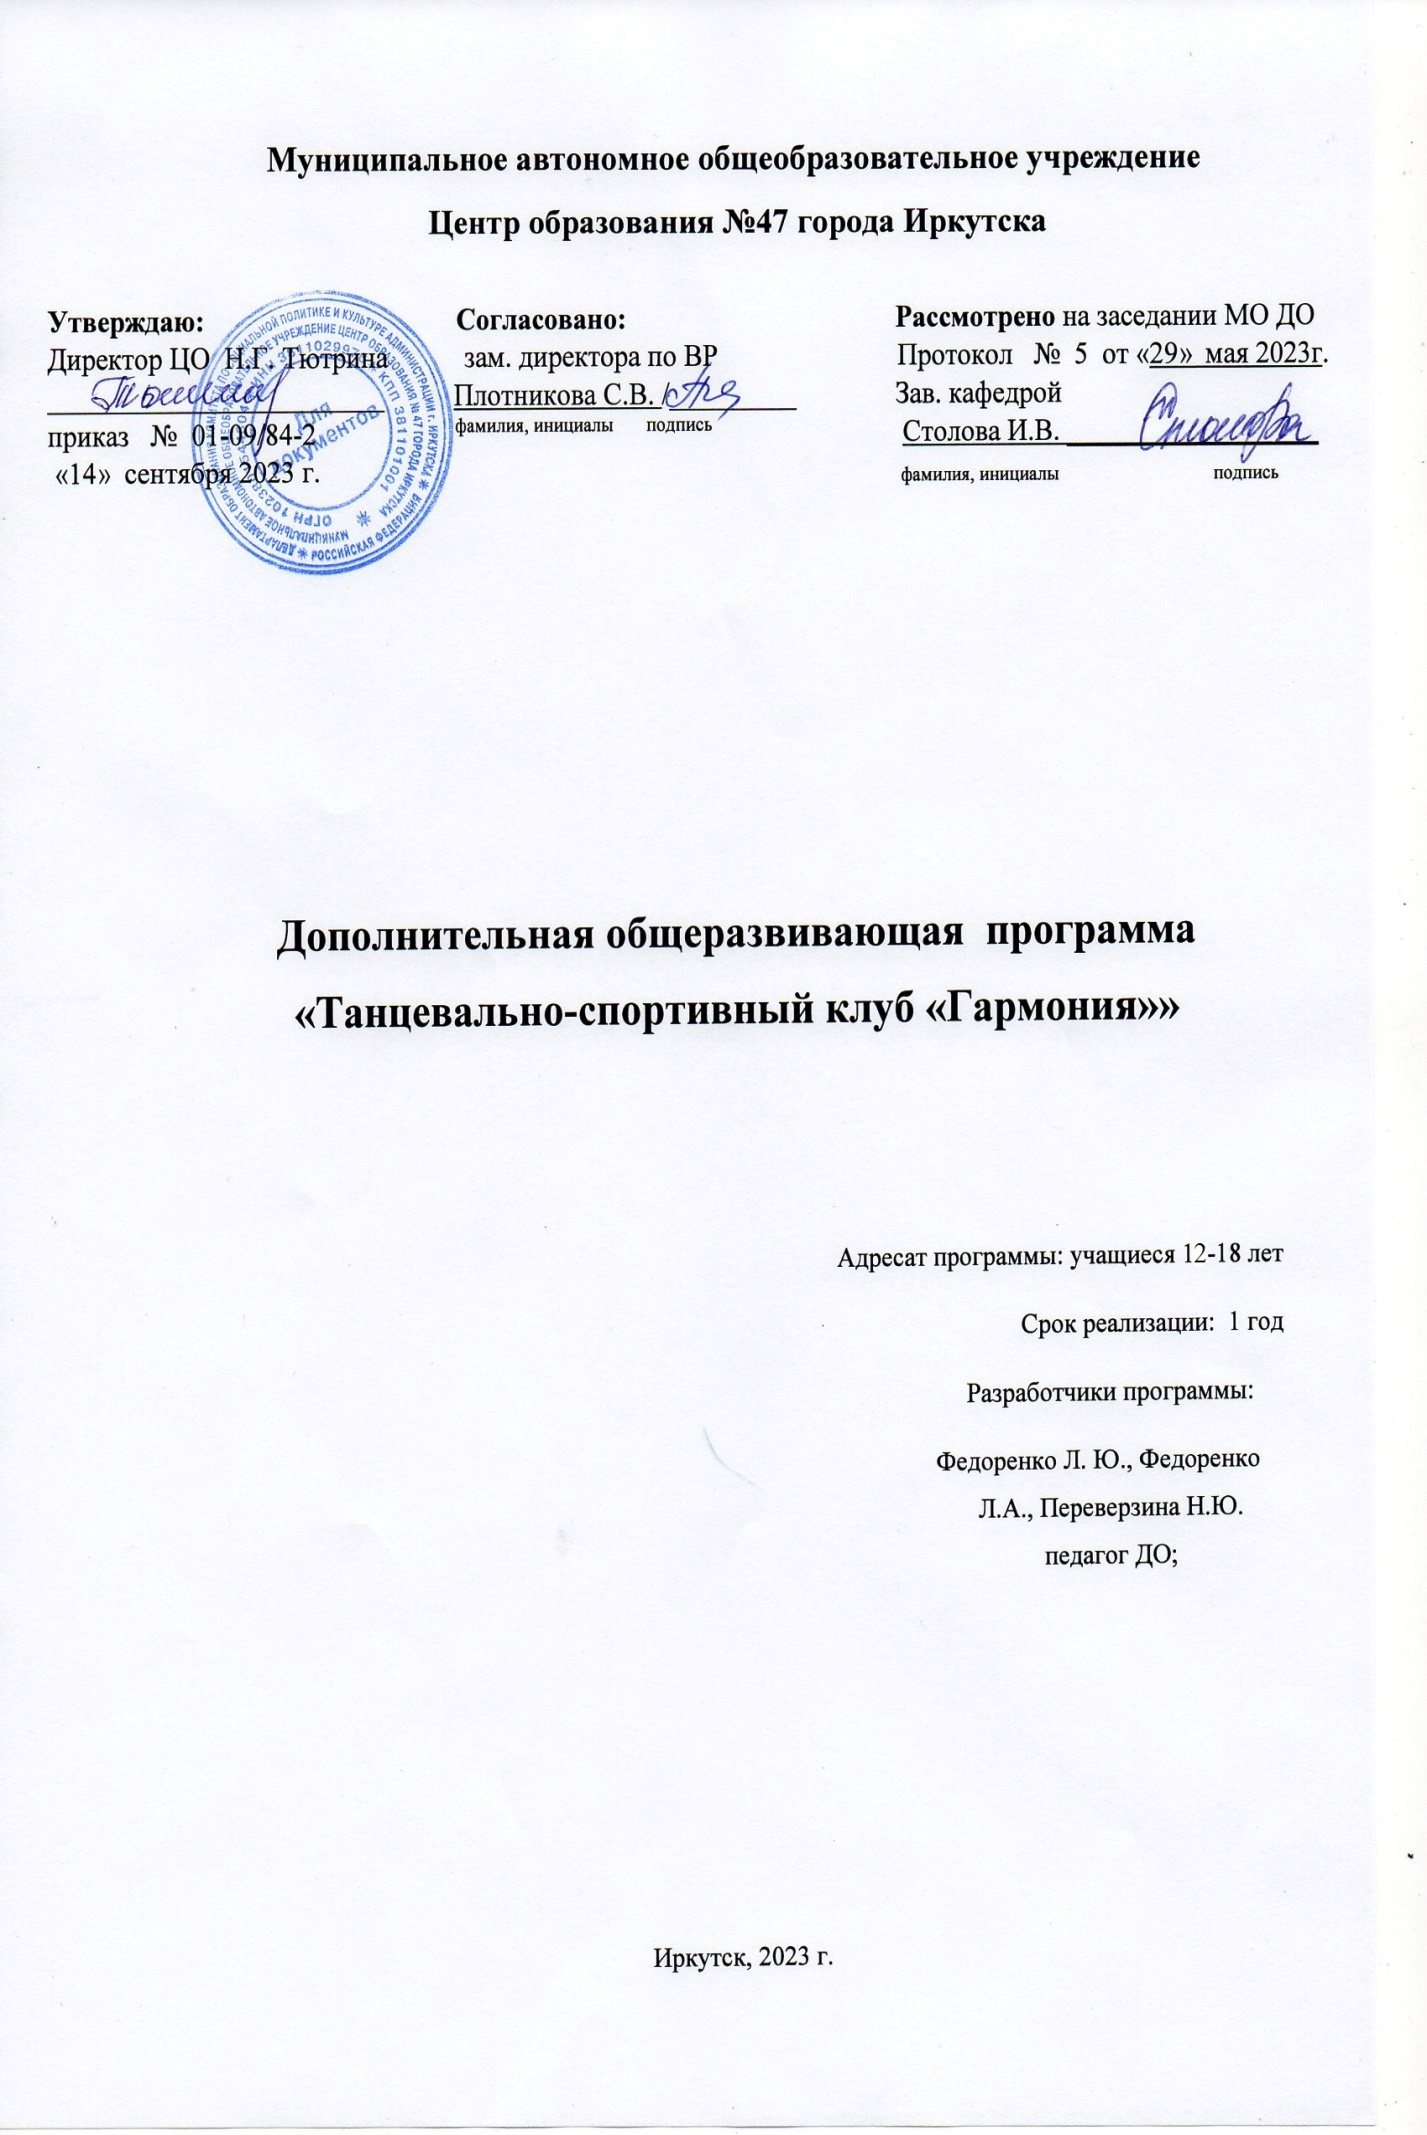 Муниципальное автономное общеобразовательное учреждение
Центр образования №47 города Иркутска
Утверждаю:
Директор ЦО Н.Г. Тютрина
приказ № 01-09/84-2
«14» сентября 2023 г.
Для
документов
Согласовано:
зам. директора по ВР
Плотникова С.В. /
фамилия, инициалы подпись
Рассмотрено на заседании МО ДО
Протокол № 5 от «29» мая 2023г.
Зав. кафедрой
Столова И.В.
фамилия, инициалы подпись
Дополнительная общеразвивающая программа
«Танцевально-спортивный клуб «Гармония»»
Адресат программы: учащиеся 12-18 лет
Срок реализации: 1 год
Разработчики программы:
Федоренко Л. Ю., Федоренко
Л.А., Переверзина Н.Ю.
педагог ДО;
Иркутск, 2023 г.